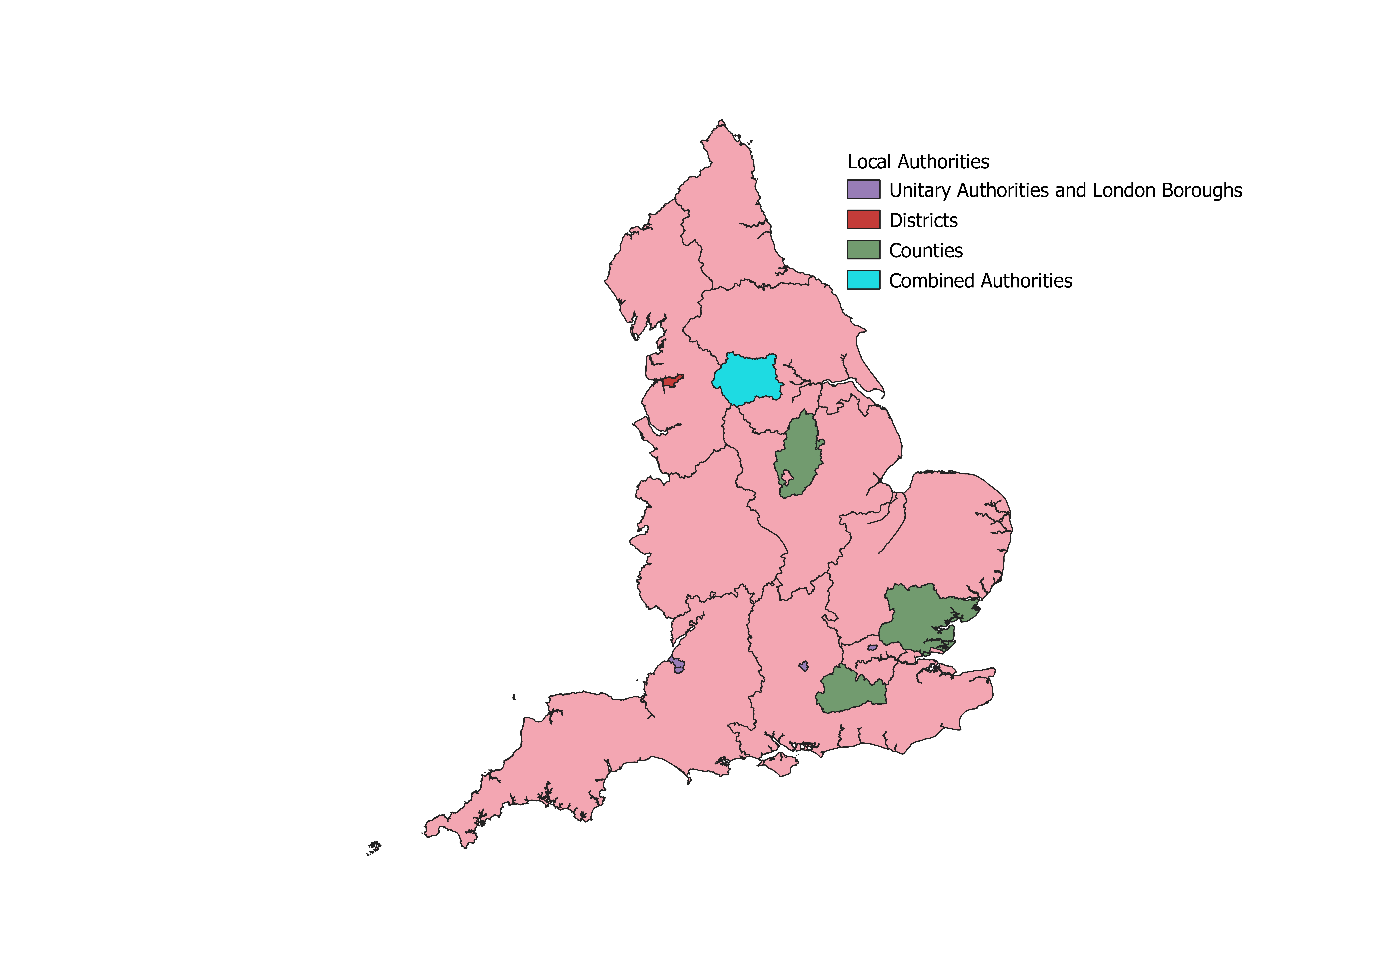 Local Authorities
Unitary Authorities and London Boroughs
Districts
Counties
Combined Authorities